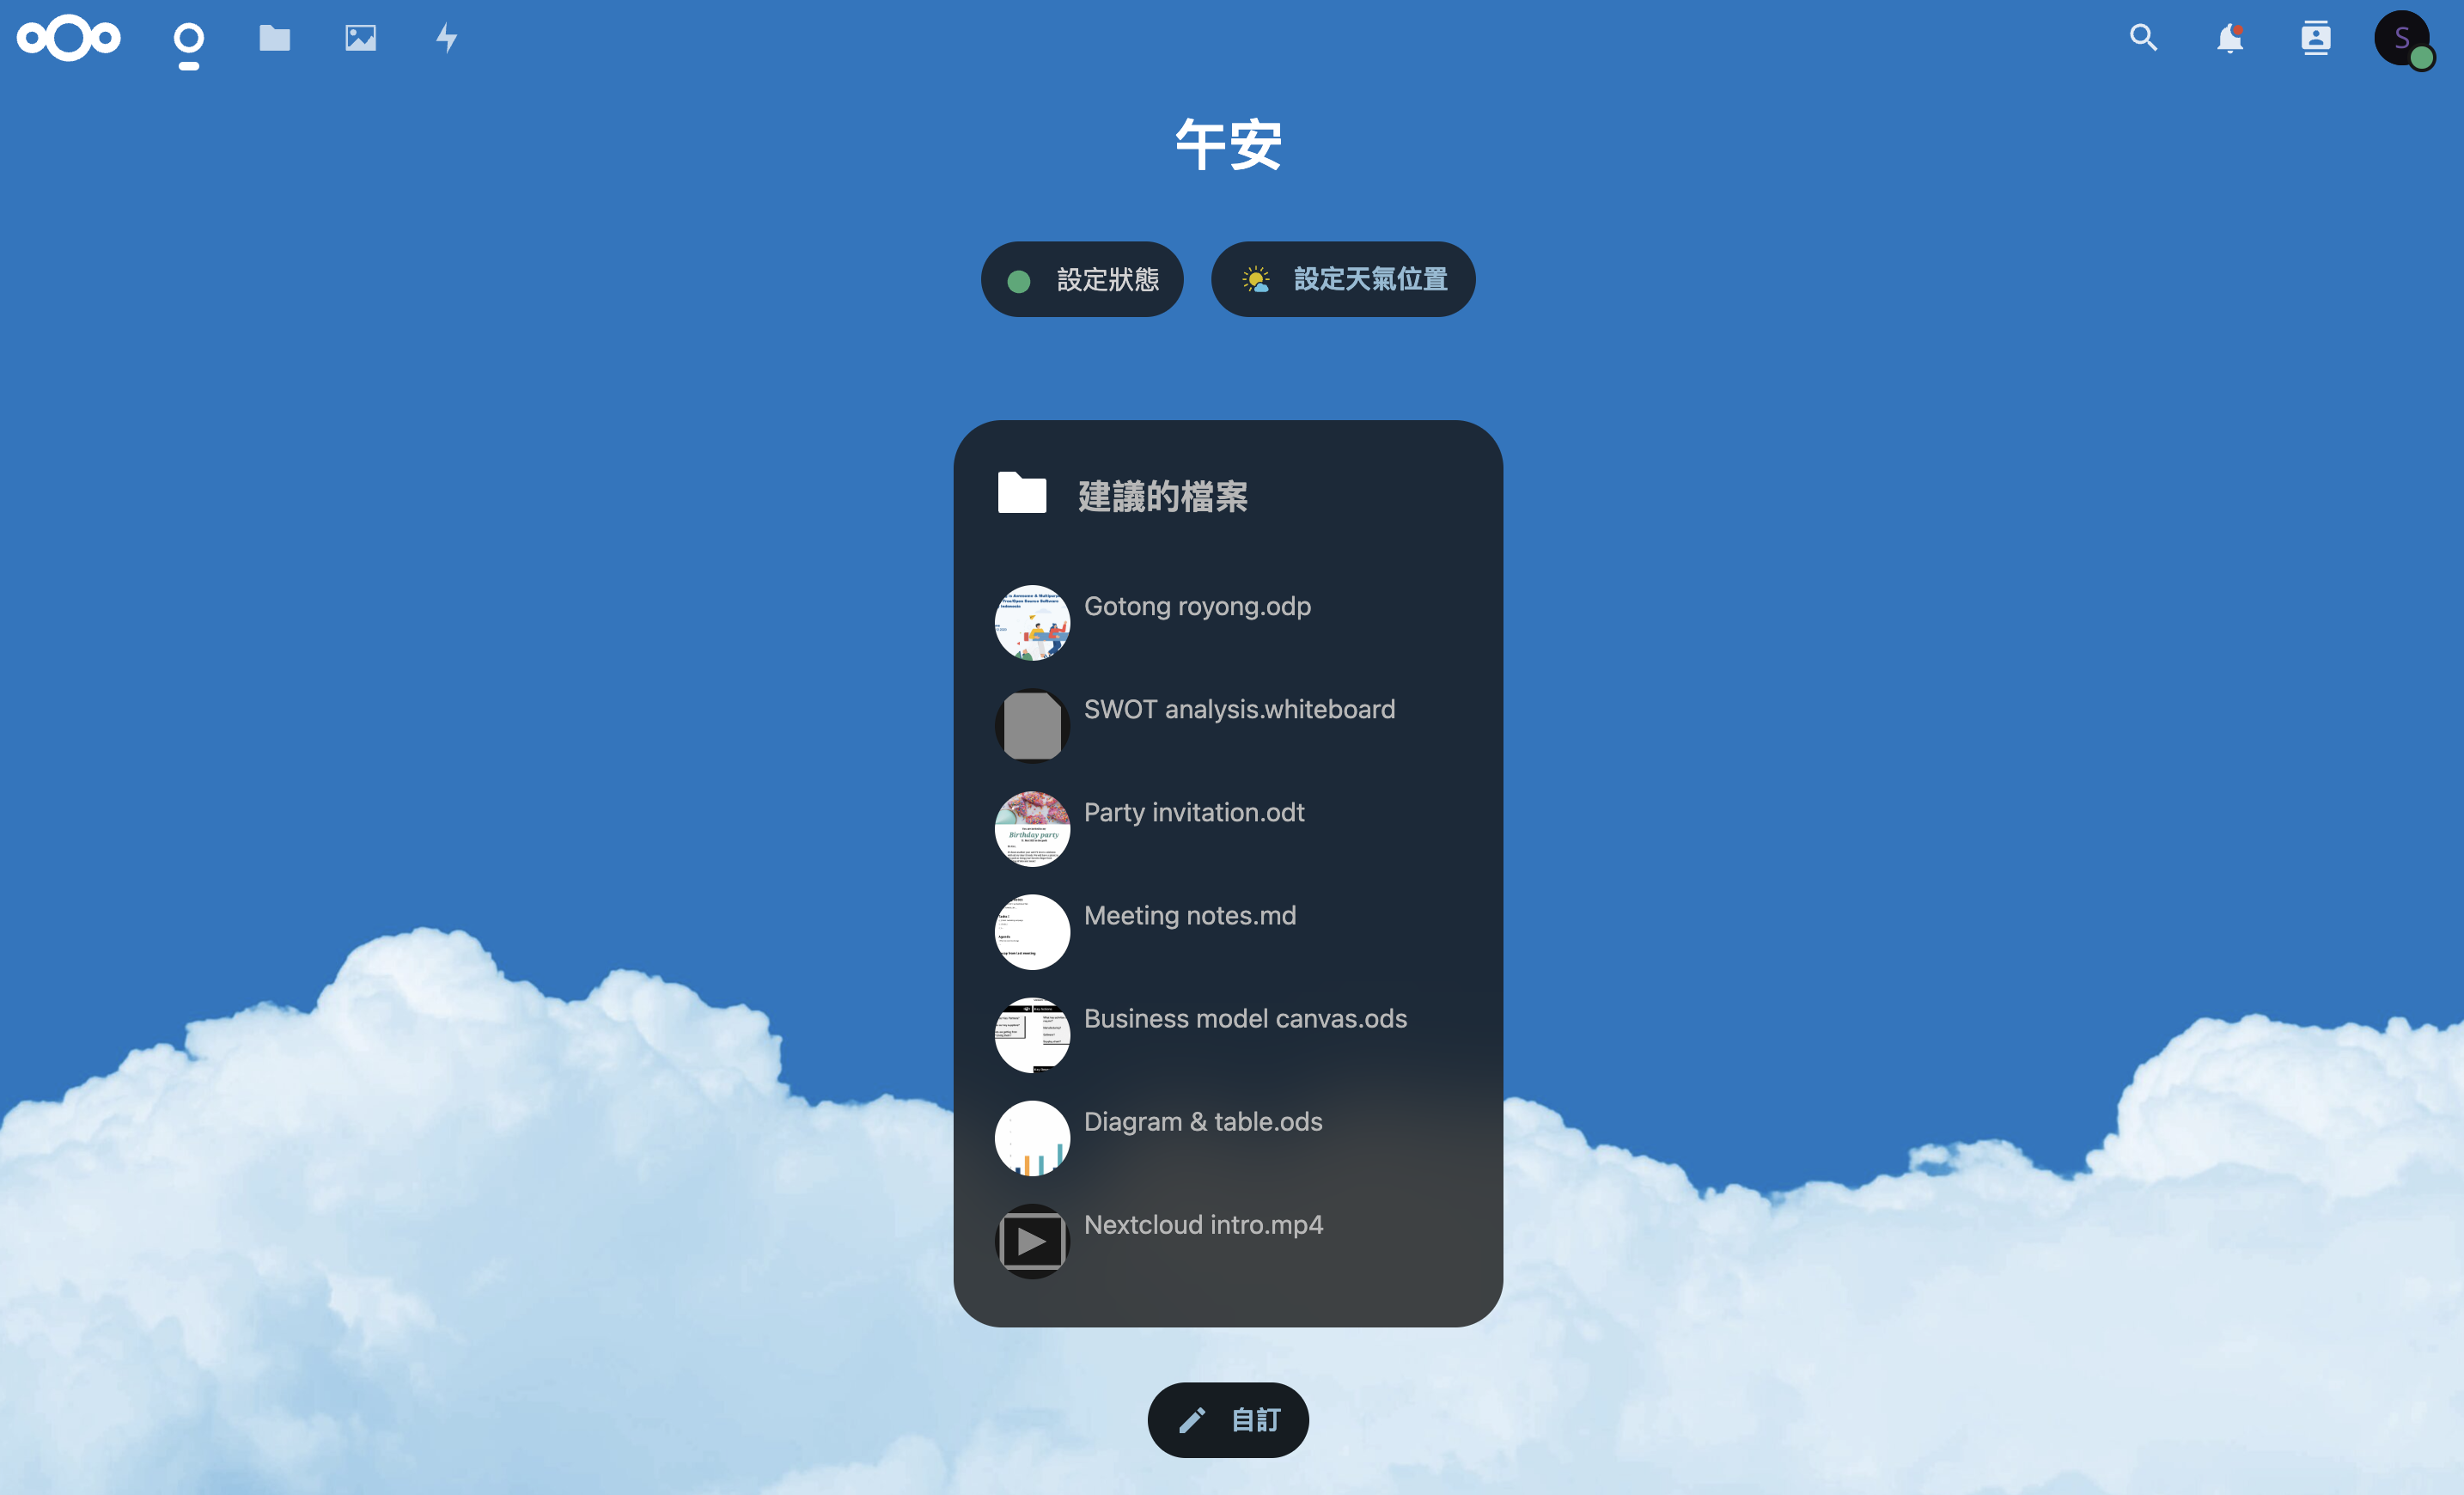 S
午安
設定狀態
設定天氣位置
建議的檔案
Gotong royong.odp
SWOT analysis.whiteboard
Party invitation.odt
Birthday party
Meeting notes.md
Business model canvas.ods
Diagram & table.ods
Nextcloud intro.mp4
自訂